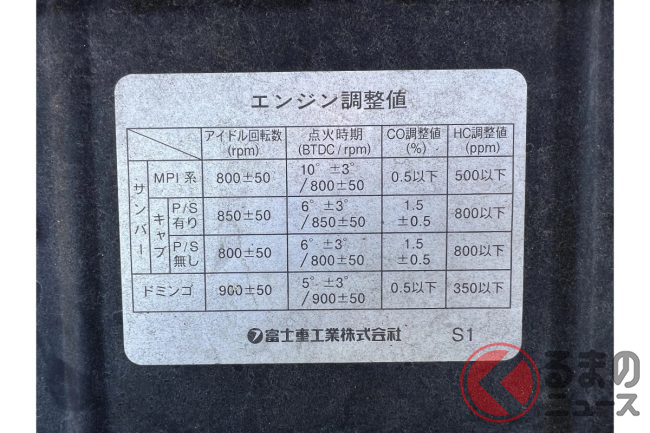 エンジン調整値
アイドル回転数 点火時期 CO調整値 HC調整値
(rpm) (BTDC/rpm) (%) (ppm)
サンバー MPI系 800±50 10°±3° 0.5以下 500以下
/800±50
キャブ P/S 850±50 6°±3° 1.5 800以下
有り /850±50 ±0.5
P/S 800±50 6°±3° 1.5 800以下
無し /800±50 ±0.5
ドミンゴ 900±50 5°±3° 0.5以下 350以下
/900±50
富士重工業株式会社 S1
くるまの
ニュース